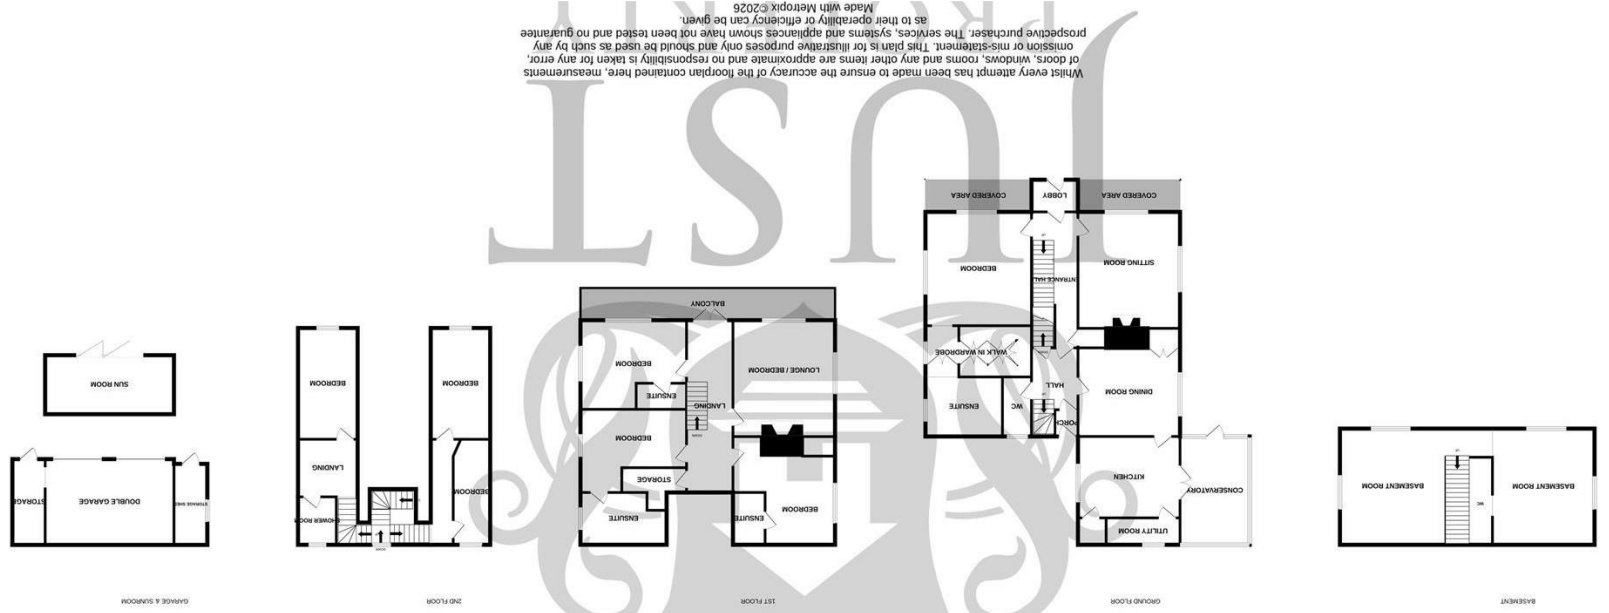 BASEMENT
BASEMENT ROOM
WC
BASEMENT ROOM
UP
GROUND FLOOR
UTILITY ROOM
CONSERVATORY
KITCHEN
PORCH
WC
ENSUITE
HALL
DINING ROOM
WALK IN WARDROBE
ENTRANCE HALL
SITTING ROOM
BEDROOM
COVERED AREA
LOBBY
COVERED AREA
1ST FLOOR
BEDROOM
ENSUITE
ENSUITE
STORAGE
BEDROOM
LANDING
ENSUITE
LOUNGE / BEDROOM
BEDROOM
BALCONY
2ND FLOOR
DOWN
SHOWER ROOM
BEDROOM
LANDING
BEDROOM
BEDROOM
GARAGE & SUNROOM
STORAGE SHED
DOUBLE GARAGE
STORAGE
SUN ROOM
JUST
PROPERTY
Whilst every attempt has been made to ensure the accuracy of the floorplan contained here, measurements
of doors, windows, rooms and any other items are approximate and no responsibility is taken for any error,
omission or mis-statement. This plan is for illustrative purposes only and should be used as such by any
prospective purchaser. The services, systems and appliances shown have not been tested and no guarantee
as to their operability or efficiency can be given.
Made with Metropix ©2026